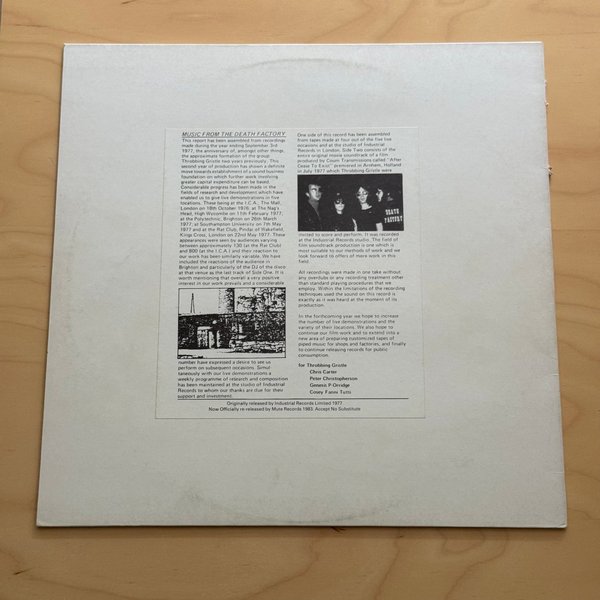 MUSIC FROM THE DEATH FACTORY
This report has been assembled from recordings
made during the year ending September 3rd
1977, the anniversary of, amongst other things,
the approximate formation of the group
Throbbing Gristle two years previously. This
second year of production has shown a definite
move towards establishment of a sound business
foundation on which further work involving
greater capital expenditure can be based.
Considerable progress has been made in the
fields of research and development which have
enabled us to give live demonstrations in five
locations. These being at the I.C.A., The Mall,
London on 18th October 1976; at The Nag's
Head, High Wycombe on 11th February 1977;
at the Polytechnic, Brighton on 26th March
1977; at Southampton University on 7th May
1977 and at the Rat Club, Pindar of Wakefield,
Kings Cross, London on 22nd May 1977. These
appearances were seen by audiences varying
between approximately 130 (at the Rat Club)
and 800 (at the I.C.A.) and their reaction to
our work has been similarly variable. We have
included the reactions of the audience in
Brighton and particularly of the DJ of the disco
at that venue as the last track of Side One. It is
worth mentioning that overall a very positive
interest in our work prevails and a considerable
number have expressed a desire to see us
perform on subsequent occasions. Simul
taneously with our live demonstrations a
weekly programme of research and composition
has been maintained at the studio of Industrial
Records to whom our thanks are due for their
support and investment.
One side of this record has been assembled
from tapes made at four out of the five live
occasions and at the studio of Industrial
Records in London. Side Two consists of the
entire original mono soundtrack of a film
produced by Coum Transmissions called "After
Cease To Exist" premiered in Arnhem, Holland
in July 1977 which Throbbing Gristle were
DEATH
FACTORY
invited to score and perform. It was recorded
at the Industrial Records studio. The field of
film soundtrack production is one which is
most suitable to our methods of work and we
look forward to offers of more work in this
field.
All recordings were made in one take without
any overdubs or any recording treatment other
than standard playing procedures that we
employ. Within the limitations of the recording
techniques used the sound on this record is
exactly as it was heard at the moment of its
production.
In the forthcoming year we hope to increase
the number of live demonstrations and the
variety of their locations. We also hope to
continue our film work and to extend into a
new area of preparing customized tapes of
piped music for shops and factories, and finally
to continue releasing records for public
consumption.
for Throbbing Gristle
Chris Carter
Peter Christopherson
Genesis P-Orridge
Cosey Fanni Tutti
Originally released by Industrial Records Limited 1977
Now Officially re-released by Mute Records 1983. Accept No Substitute